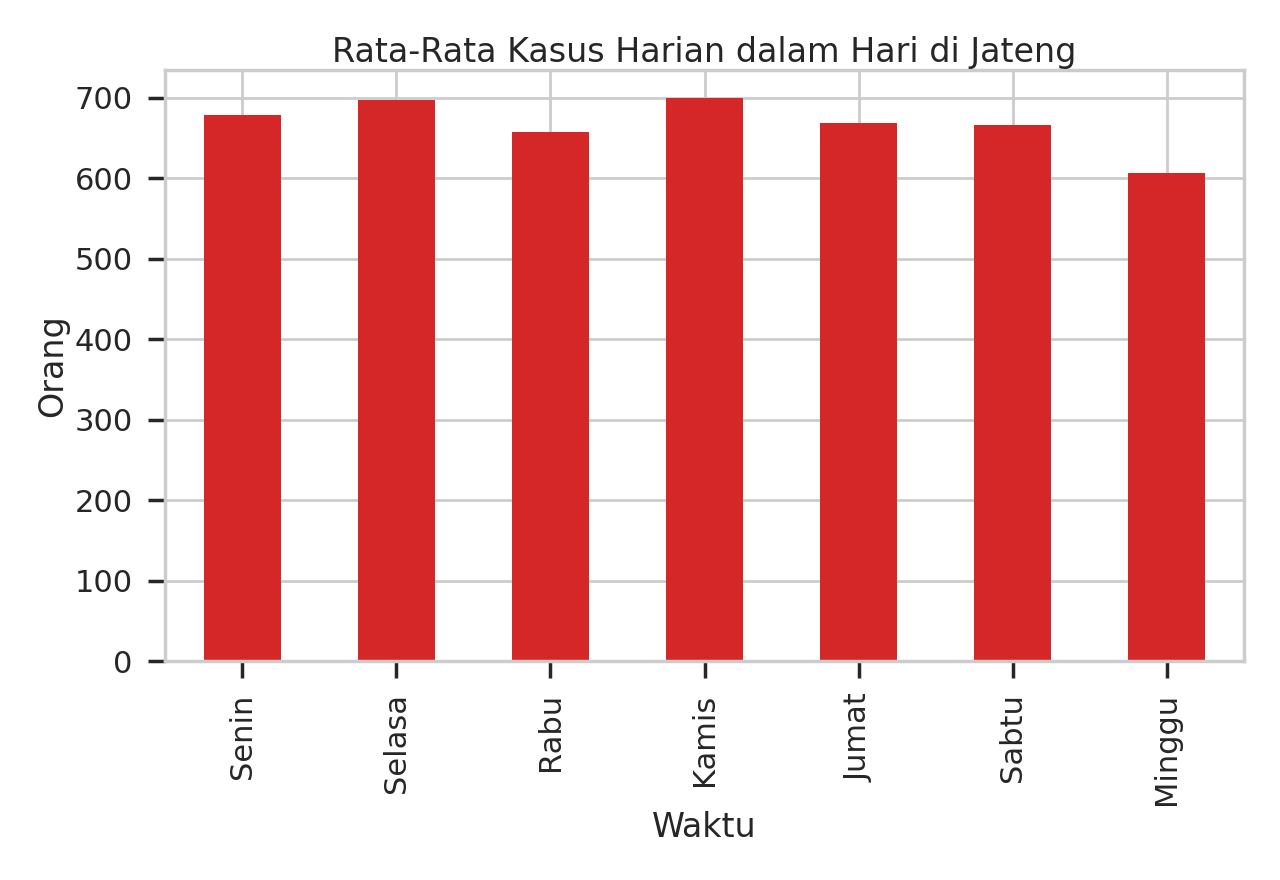 Rata-Rata Kasus Harian dalam Hari di Jateng
Orang
700
600
500
400
300
200
100
0
Senin
Selasa
Rabu
Kamis
Jumat
Sabtu
Minggu
Waktu